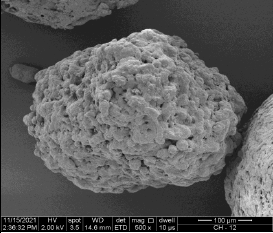 11/15/2021 HV spot WD det mag □ dwell 100 µm
2:36:32 PM 2.00 kV 3.5 14.6 mm ETD 500 x 10 µs CH - 12